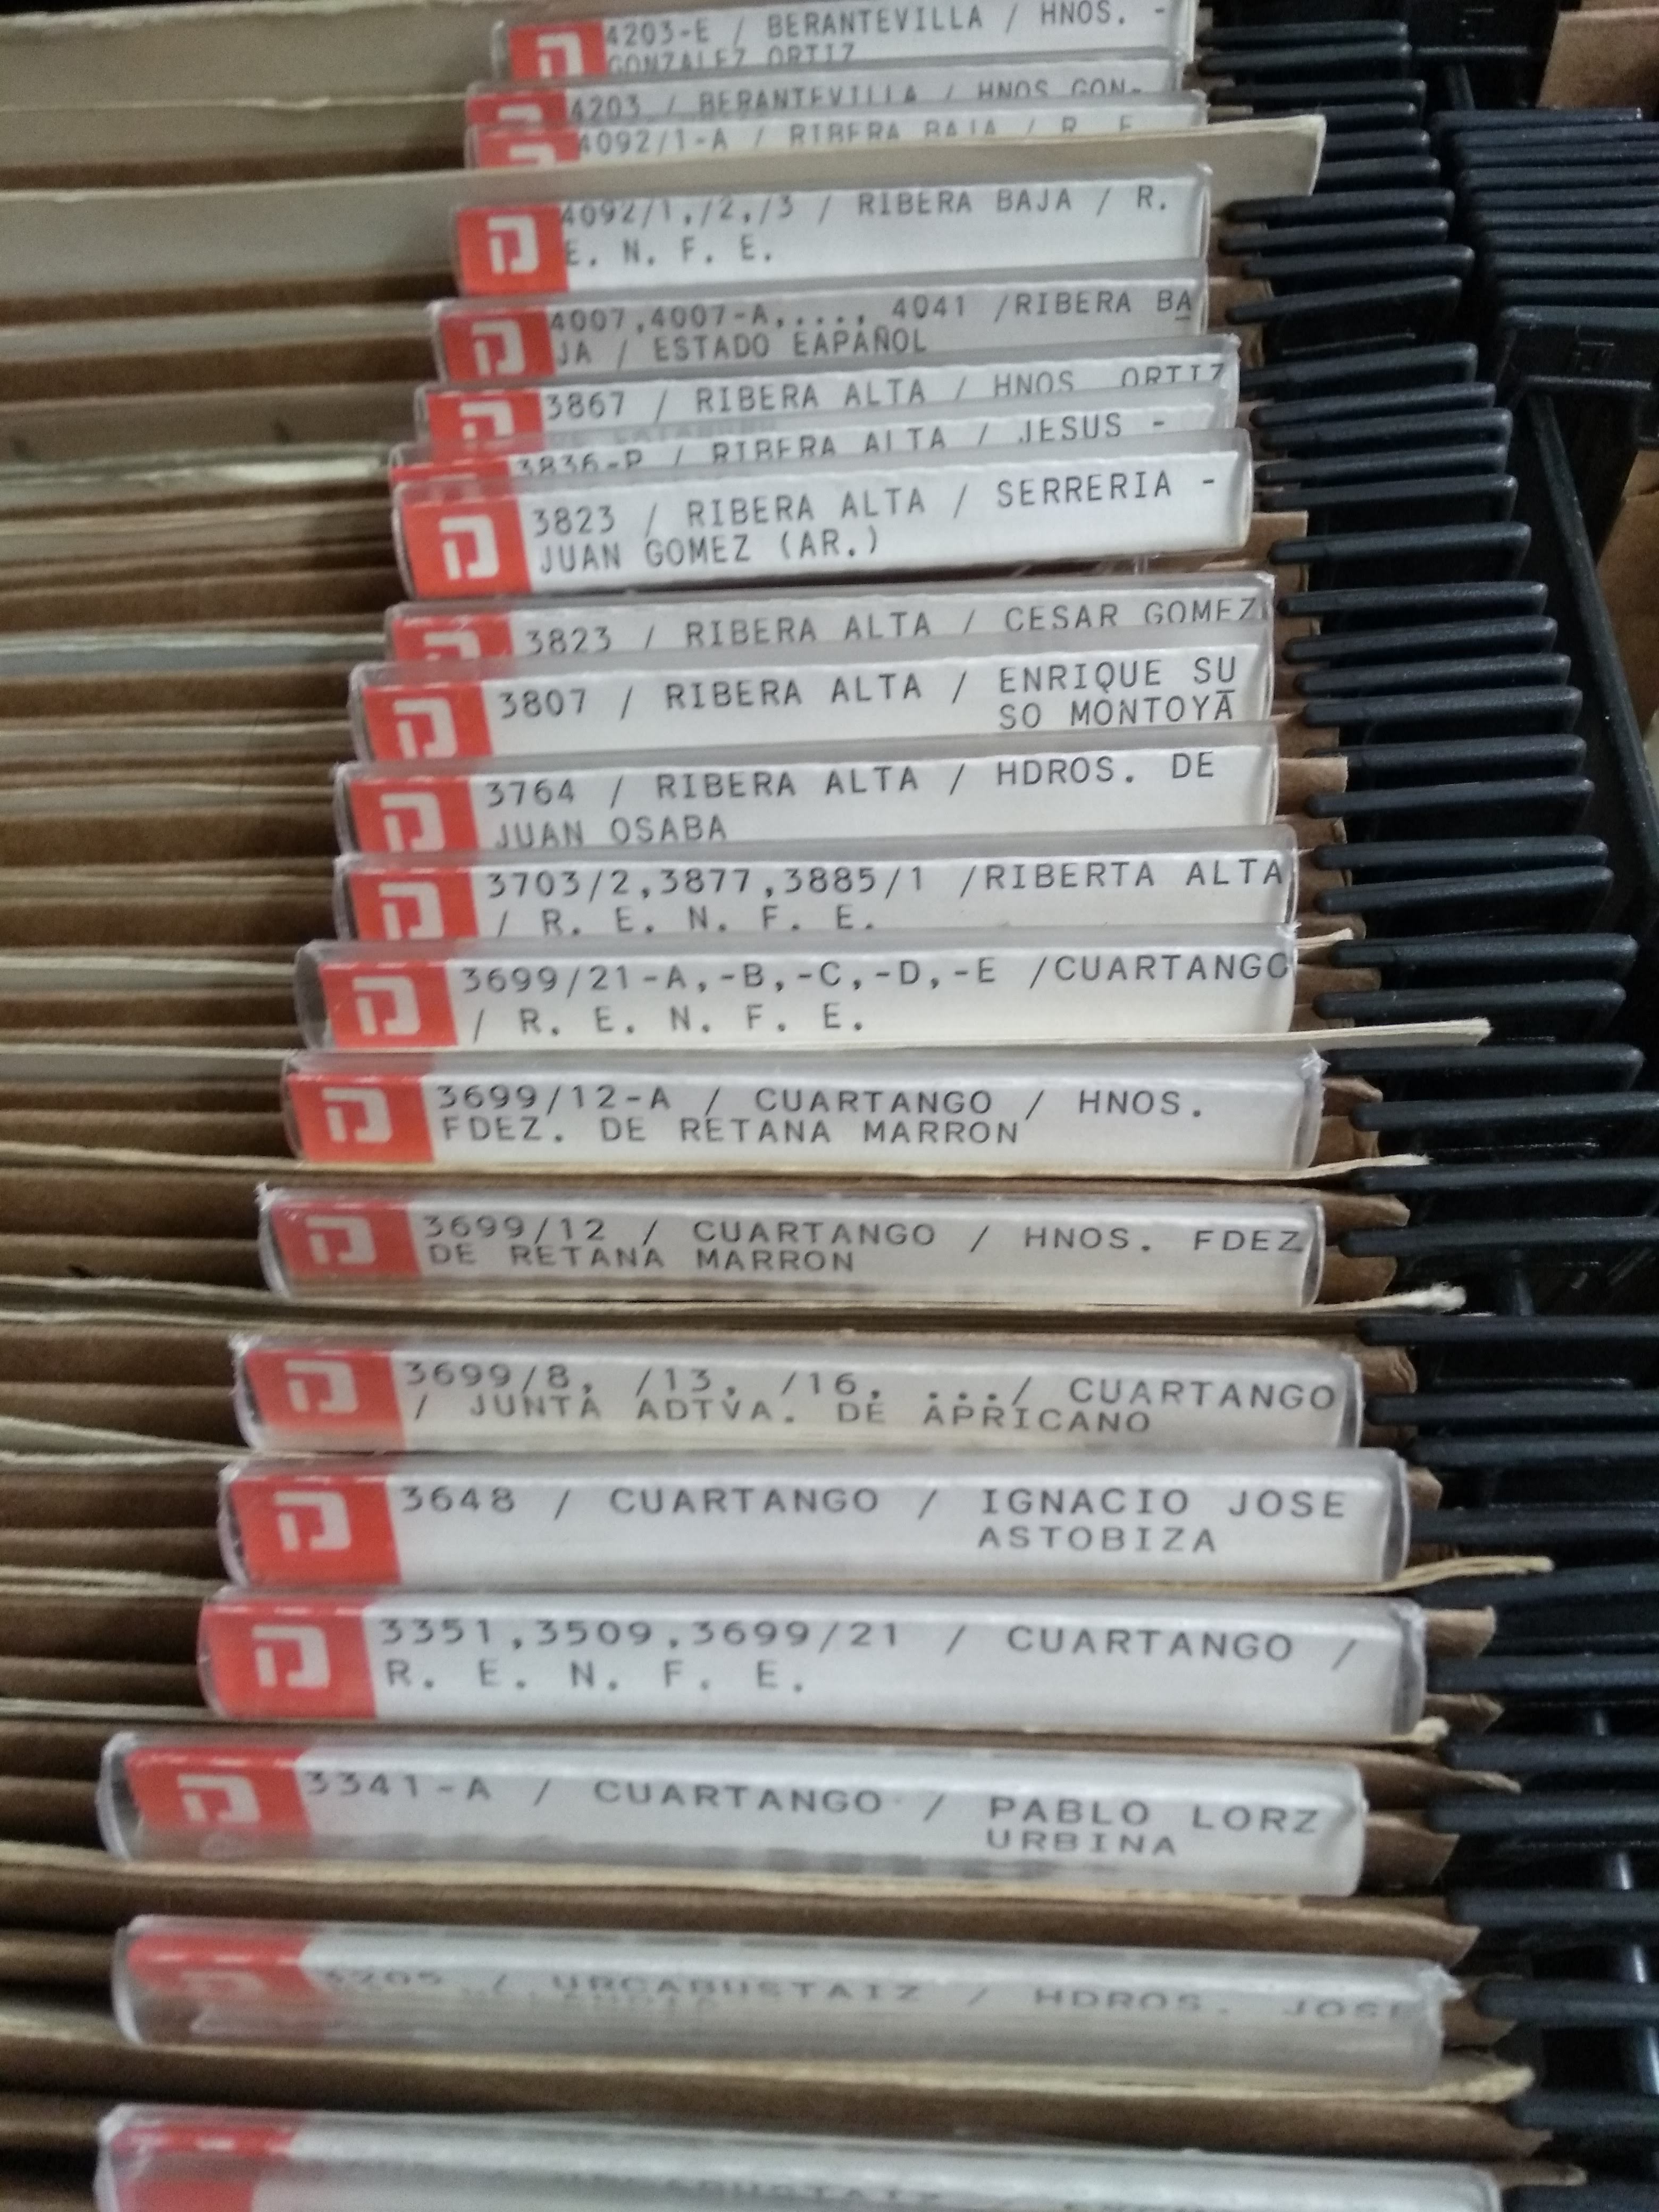 4203-E / BERANTEVILLA / HNOS. -
GONZALEZ ORTIZ
4203 / BERANTEVILLA / HNOS GON-
4092/1-A / RIBERA BAJA / R. E.
4092/1,/2,/3 / RIBERA BAJA / R.
E. N. F. E.
4007,4007-A,...., 4041 /RIBERA BA
JA / ESTADO EAPAÑOL
3867 / RIBERA ALTA / HNOS. ORTIZ
/ RIBERA ALTA / JESUS -
3823 / RIBERA ALTA / SERRERIA -
JUAN GOMEZ (AR.)
3823 / RIBERA ALTA / CESAR GOMEZ
3807 / RIBERA ALTA / ENRIQUE SU
SO MONTOYA
3764 / RIBERA ALTA / HDROS. DE
JUAN OSABA
3703/2,3877,3885/1 /RIBERTA ALTA
/ R. E. N. F. E.
3699/21-A,-B,-C,-D,-E /CUARTANGO
/ R. E. N. F. E.
3699/12-A / CUARTANGO / HNOS.
FDEZ. DE RETANA MARRON
3699/12 / CUARTANGO / HNOS. FDEZ
DE RETANA MARRON
3699/8, /13, /16, .../ CUARTANGO
/ JUNTA ADTVA. DE APRICANO
3648 / CUARTANGO / IGNACIO JOSE
ASTOBIZA
3351,3509,3699/21 / CUARTANGO /
R. E. N. F. E.
3341-A / CUARTANGO / PABLO LORZ
URBINA
3205 / URCABUSTAIZ / HDROS. JOSE